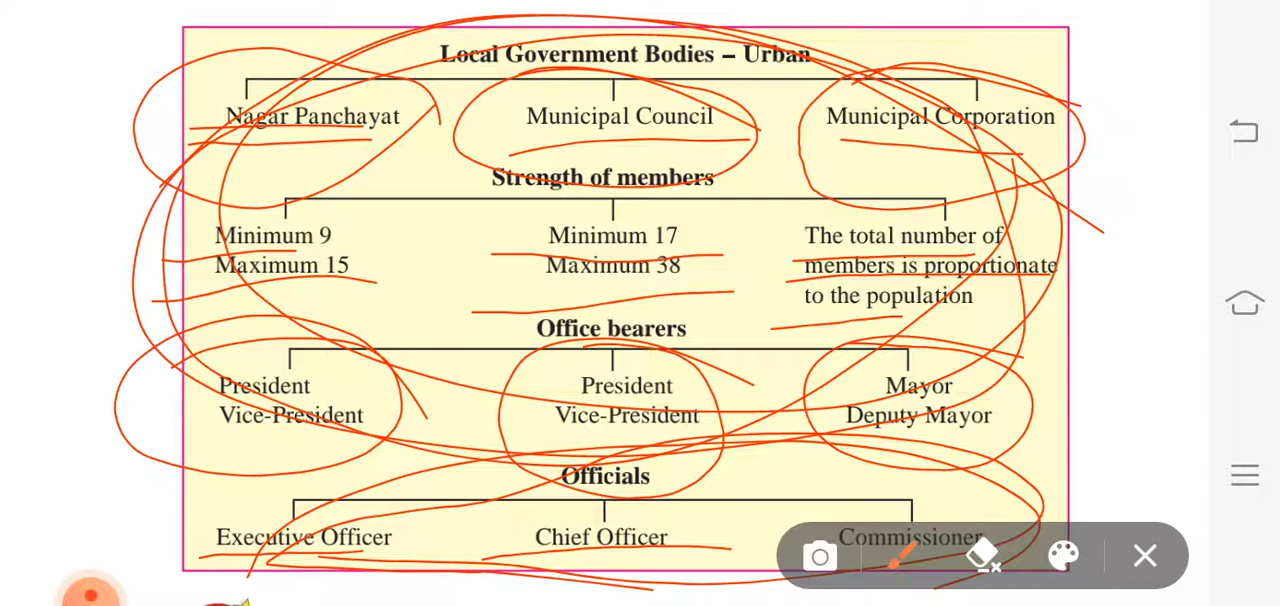 Local Government Bodies – Urban
Nagar Panchayat Municipal Council Municipal Corporation
Strength of members
Minimum 9 Minimum 17 The total number of
Maximum 15 Maximum 38 members is proportionate
to the population
Office bearers
President President Mayor
Vice-President Vice-President Deputy Mayor
Officials
Executive Officer Chief Officer Commissioner